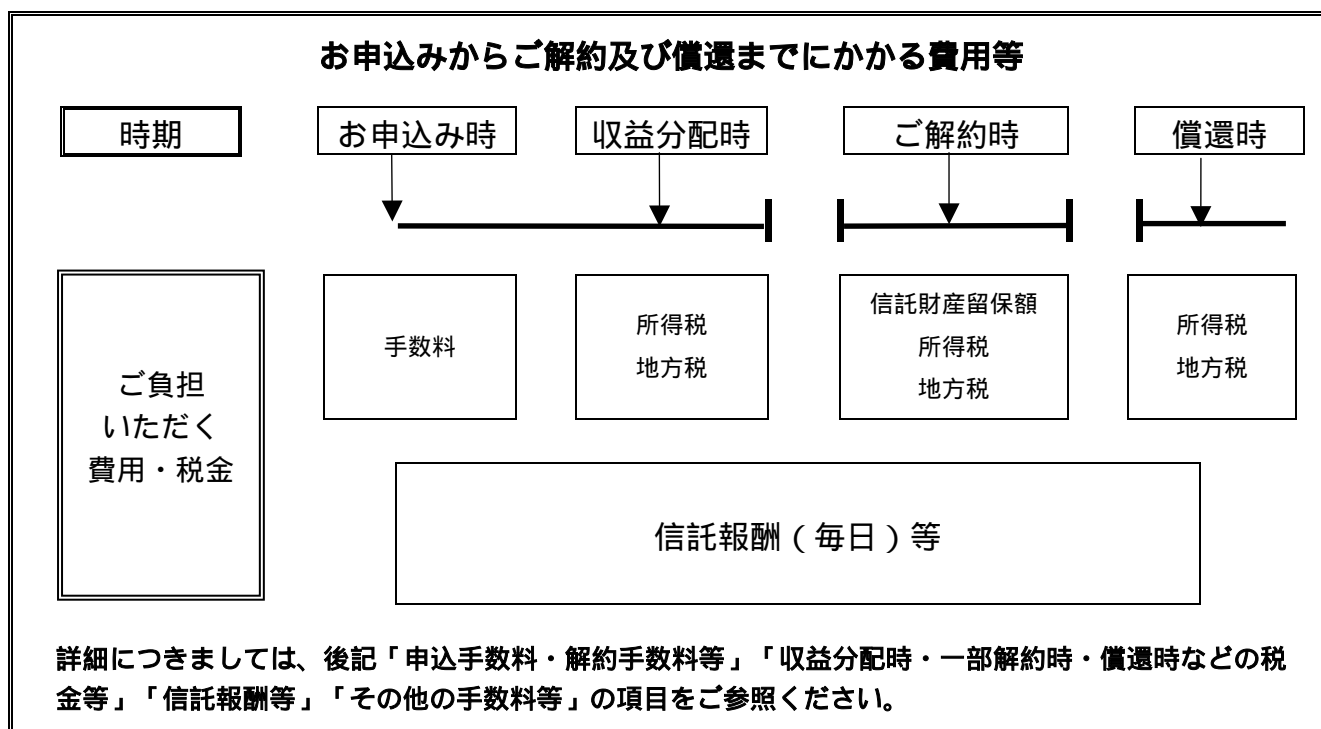 お申込みからご解約及び償還までにかかる費用等
時期
お申込み時
収益分配時
ご解約時
償還時
ご負担
いただく
費用・税金
手数料
所得税
地方税
信託財産留保額
所得税
地方税
所得税
地方税
信託報酬(毎日)等
詳細につきましては、後記「申込手数料・解約手数料等」「収益分配時・一部解約時・償還時などの税
金等」「信託報酬等」「その他の手数料等」の項目をご参照ください。